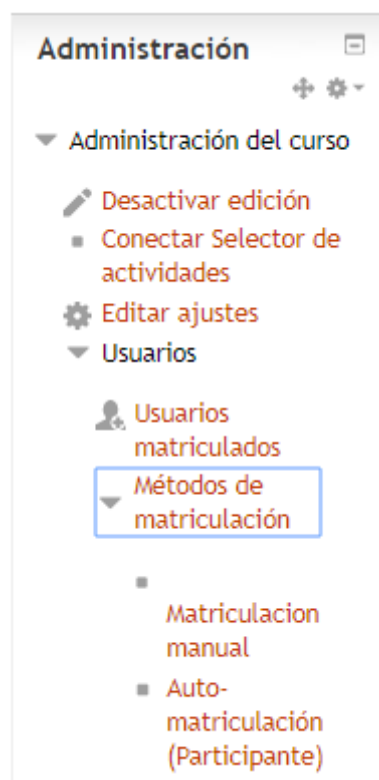 Administración
Administración del curso
Desactivar edición
Conectar Selector de
actividades
Editar ajustes
Usuarios
Usuarios
matriculados
Métodos de
matriculación
Matriculacion
manual
Auto-
matriculación
(Participante)